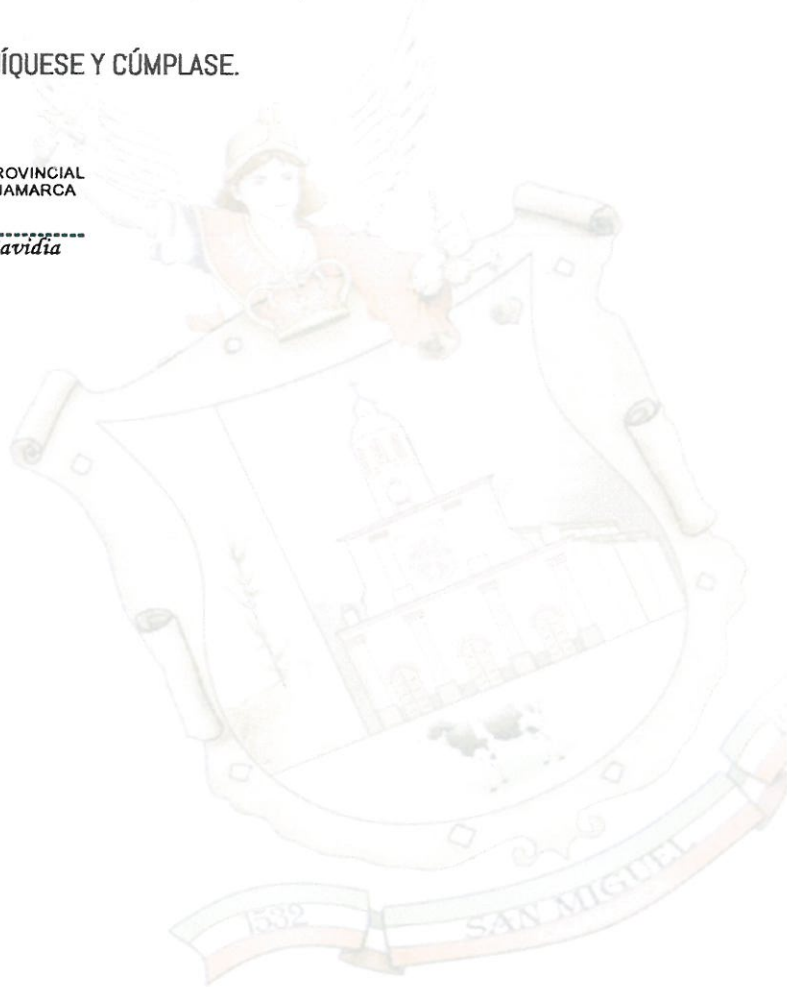 ÍQUESE Y CÚMPLASE.
ROVINCIAL
JAMARCA
avidia
1532
SAN MIGUEL